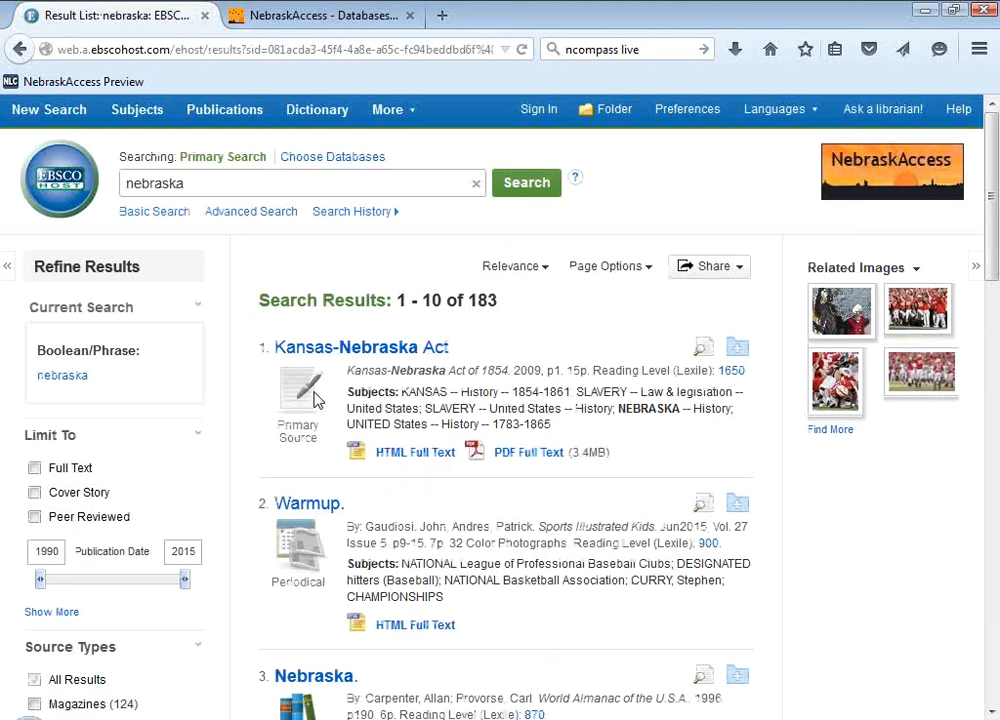 Result List: nebraska: EBSC...
NebraskAccess - Databases...
web.a.ebscohost.com/ehost/results?sid=081acda3-45f4-4a8e-a65c-fc94beddbd6f%40
ncompass live
NLC NebraskAccess Preview
New Search Subjects Publications Dictionary More Sign In Folder Preferences Languages Ask a librarian! Help
EBSCO HOST
Searching: Primary Search | Choose Databases
nebraska
Search
Basic Search Advanced Search Search History
NebraskAccess
Refine Results
Current Search
Boolean/Phrase:
nebraska
Limit To
Full Text
Cover Story
Peer Reviewed
1990 Publication Date 2015
Show More
Source Types
All Results
Magazines (124)
Relevance Page Options Share
Search Results: 1 - 10 of 183
1. Kansas-Nebraska Act
Kansas-Nebraska Act of 1854. 2009, p1. 15p. Reading Level (Lexile): 1650
Subjects: KANSAS -- History -- 1854-1861; SLAVERY -- Law & legislation --
United States; SLAVERY -- United States -- History; NEBRASKA -- History;
UNITED States -- History -- 1783-1865
Primary
Source
HTML Full Text PDF Full Text (3.4MB)
2. Warmup.
By: Gaudiosi, John, Andres, Patrick. Sports Illustrated Kids. Jun2015, Vol. 27
Issue 5, p9-15. 7p. 32 Color Photographs. Reading Level (Lexile): 900.
Subjects: NATIONAL League of Professional Baseball Clubs; DESIGNATED
hitters (Baseball); NATIONAL Basketball Association; CURRY, Stephen;
CHAMPIONSHIPS
Periodical
HTML Full Text
3. Nebraska.
By: Carpenter, Allan; Provorse, Carl. World Almanac of the U.S.A.. 1996,
p190. 6p. Reading Level (Lexile): 870
Related Images
Find More